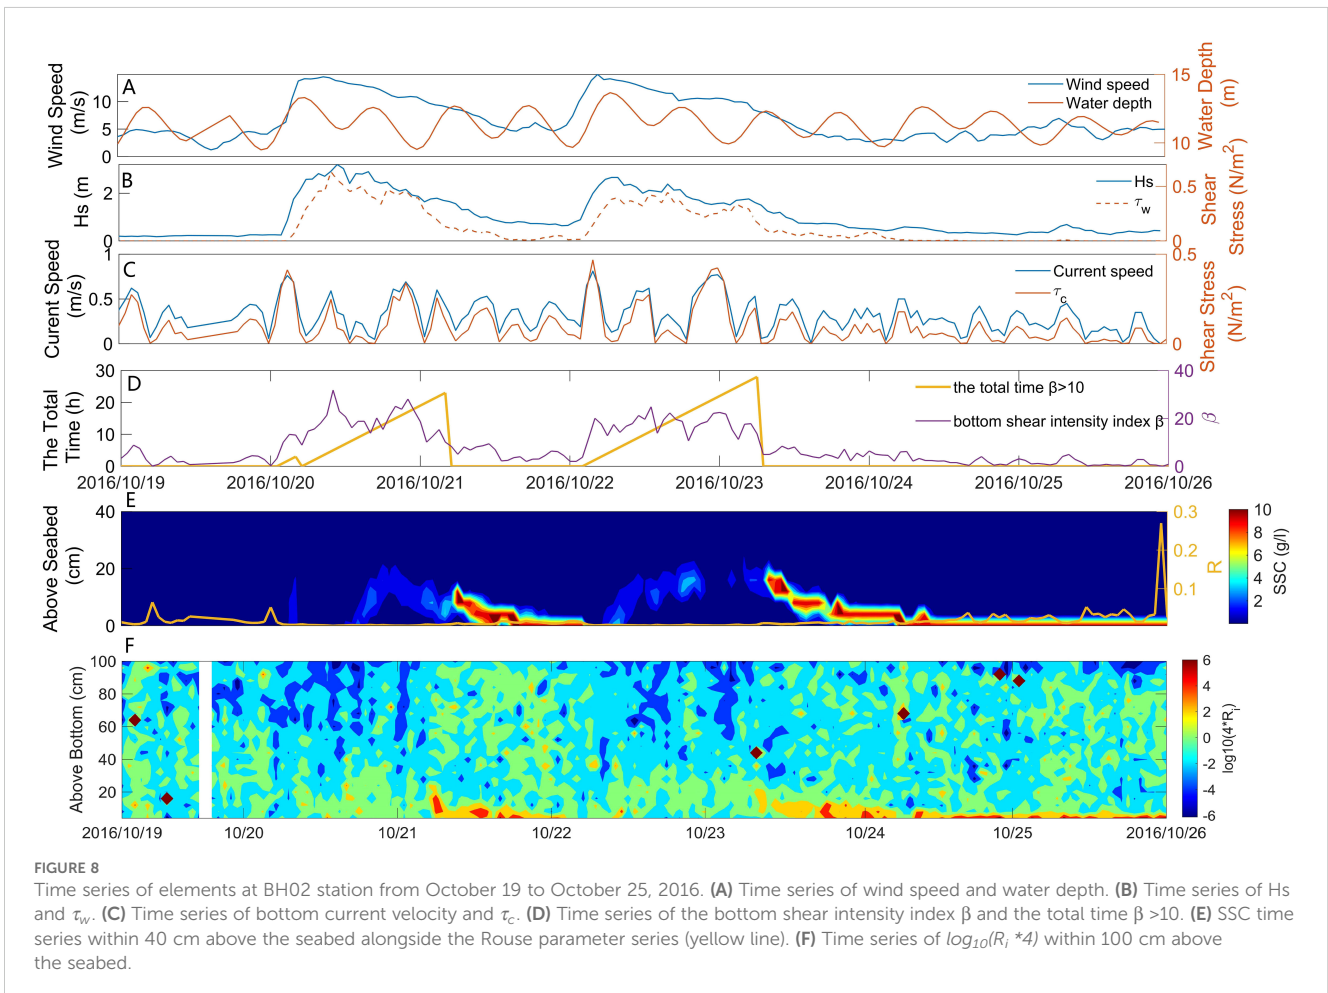 A
Wind Speed
(m/s)
10
5
0
Wind speed
Water depth
15
10
Water Depth
(m)
B
Hs (m
2
0
Hs
τw
0.5
0
Shear
Stress (N/m²)
C
Current Speed
(m/s)
1
0.5
0
Current speed
τc
0.5
0
Shear Stress
(N/m²)
D
The Total
Time (h)
30
20
10
0
the total time β>10
bottom shear intensity index β
40
20
0
β
2016/10/19 2016/10/20 2016/10/21 2016/10/22 2016/10/23 2016/10/24 2016/10/25 2016/10/26
E
Above Seabed
(cm)
40
20
0
0.3
0.2
0.1
R
10
8
6
4
2
SSC (g/l)
F
Above Bottom (cm)
100
80
60
40
20
6
4
2
0
-2
-4
-6
log10(4*Ri)
2016/10/19 10/20 10/21 10/22 10/23 10/24 10/25 2016/10/26
FIGURE 8
Time series of elements at BH02 station from October 19 to October 25, 2016. (A) Time series of wind speed and water depth. (B) Time series of Hs
and τw. (C) Time series of bottom current velocity and τc. (D) Time series of the bottom shear intensity index β and the total time β >10. (E) SSC time
series within 40 cm above the seabed alongside the Rouse parameter series (yellow line). (F) Time series of log10(Ri *4) within 100 cm above
the seabed.